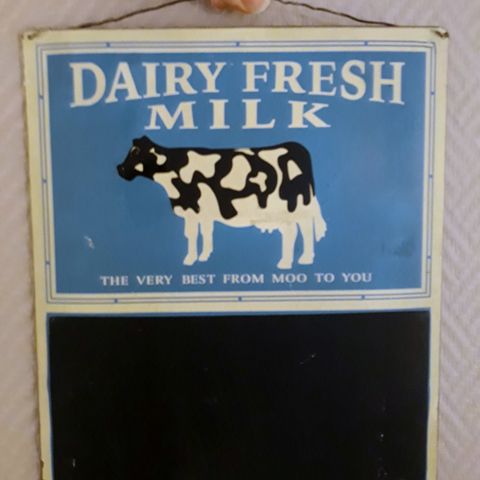 DAIRY FRESH
MILK
THE VERY BEST FROM MOO TO YOU